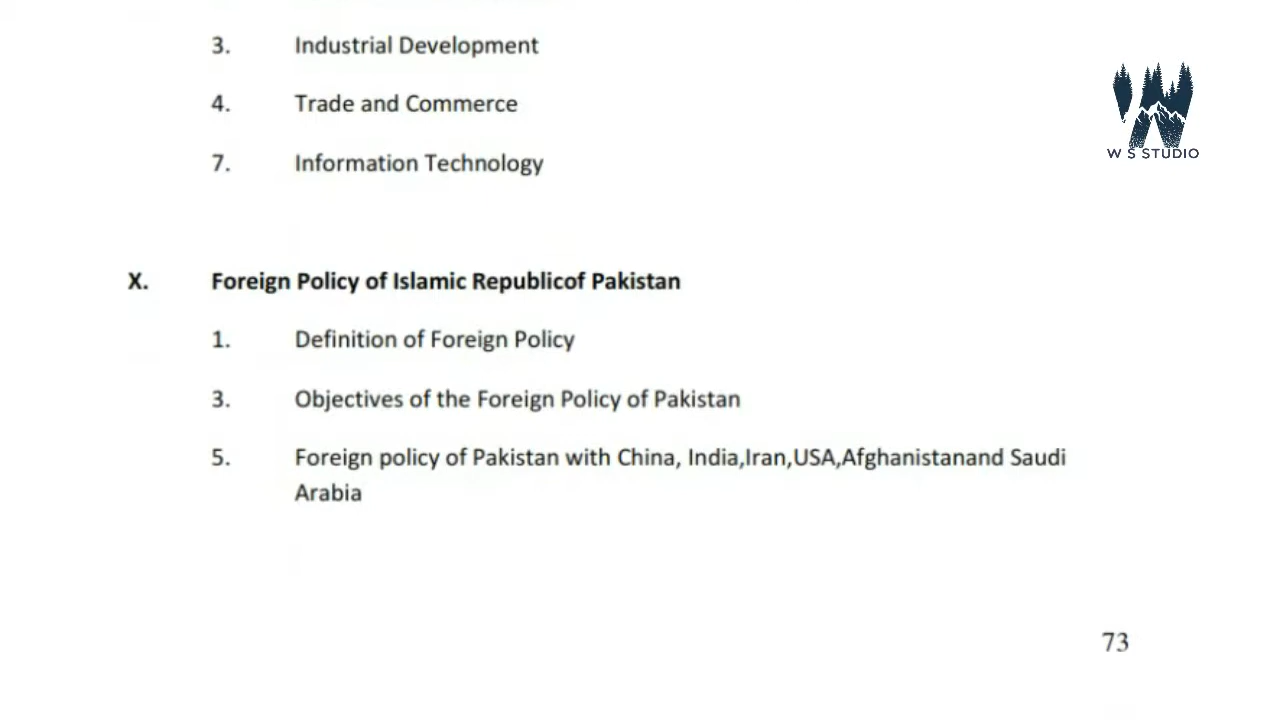 3. Industrial Development
4. Trade and Commerce
W S STUDIO
7. Information Technology
X. Foreign Policy of Islamic Republicof Pakistan
1. Definition of Foreign Policy
3. Objectives of the Foreign Policy of Pakistan
5. Foreign policy of Pakistan with China, India,Iran,USA,Afghanistanand Saudi
Arabia
73